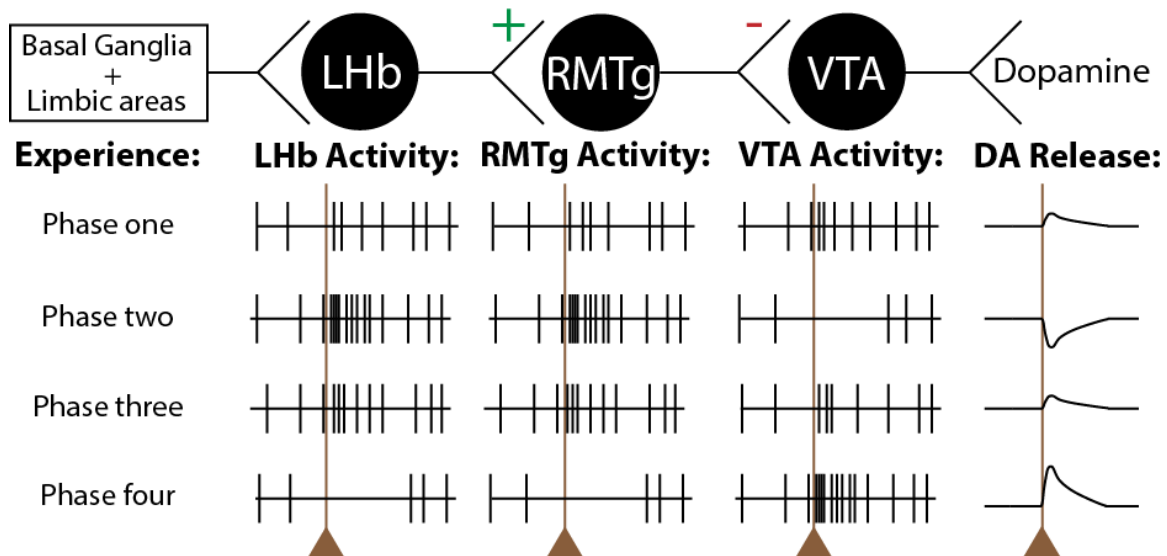 Basal Ganglia
+
Limbic areas
LHb
+
RMTg
-
VTA
Dopamine
Experience:
LHb Activity:
RMTg Activity:
VTA Activity:
DA Release:
Phase one
Phase two
Phase three
Phase four